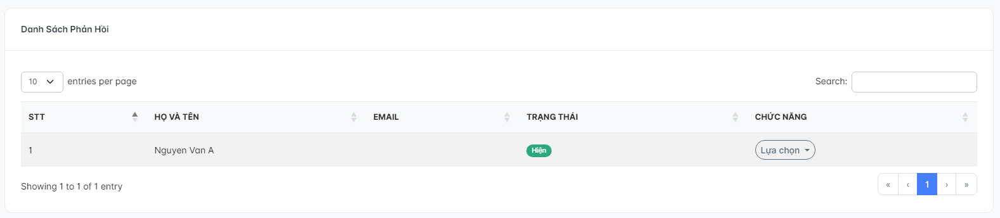 Danh Sách Phản Hồi
10 entries per page Search:
STT HỌ VÀ TÊN EMAIL TRẠNG THÁI CHỨC NĂNG
1 Nguyen Van A Hiện Lựa chọn
Showing 1 to 1 of 1 entry « ‹ 1 › »